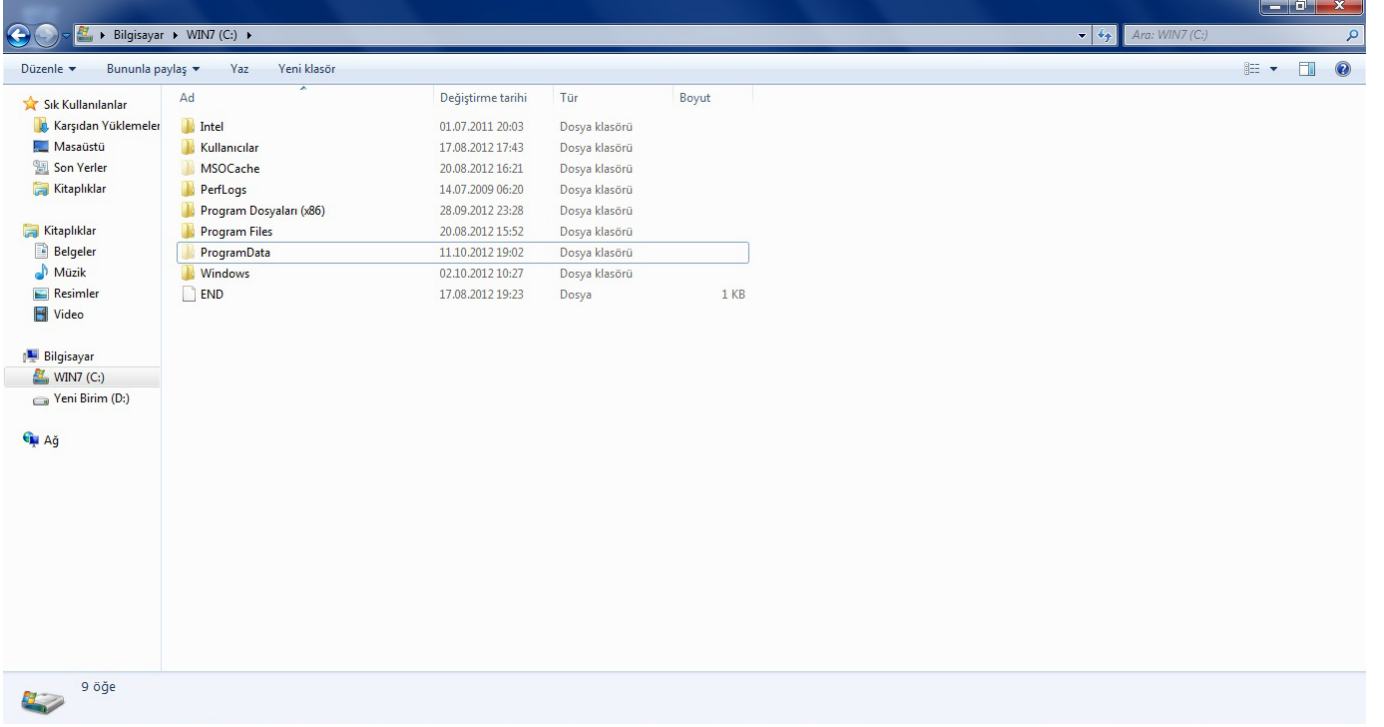 Bilgisayar ▸ WIN7 (C:) ▸
Ara: WIN7 (C:)
Düzenle Bununla paylaş Yaz Yeni klasör
Sık Kullanılanlar
Karşıdan Yüklemeler
Masaüstü
Son Yerler
Kitaplıklar
Kitaplıklar
Belgeler
Müzik
Resimler
Video
Bilgisayar
WIN7 (C:)
Yeni Birim (D:)
Ağ
Ad Değiştirme tarihi Tür Boyut
Intel 01.07.2011 20:03 Dosya klasörü
Kullanıcılar 17.08.2012 17:43 Dosya klasörü
MSOCache 20.08.2012 16:21 Dosya klasörü
PerfLogs 14.07.2009 06:20 Dosya klasörü
Program Dosyaları (x86) 28.09.2012 23:28 Dosya klasörü
Program Files 20.08.2012 15:52 Dosya klasörü
ProgramData 11.10.2012 19:02 Dosya klasörü
Windows 02.10.2012 10:27 Dosya klasörü
END 17.08.2012 19:23 Dosya 1 KB
9 öğe